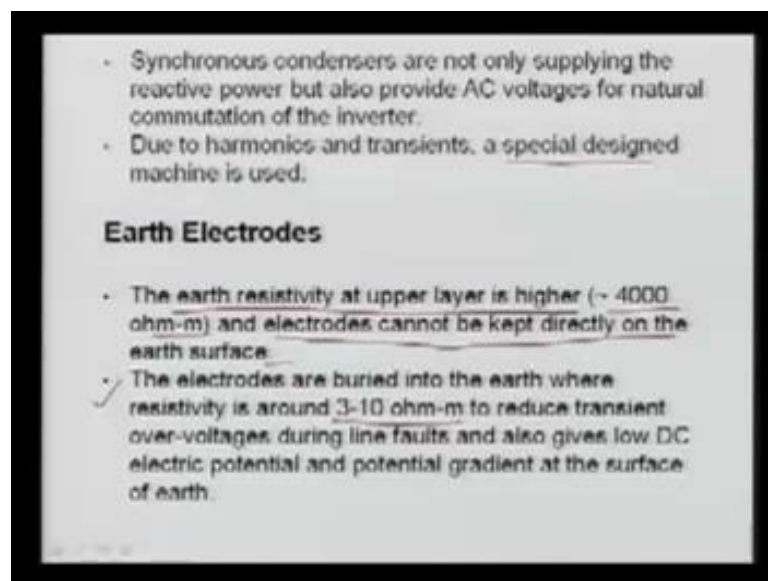 · Synchronous condensers are not only supplying the
reactive power but also provide AC voltages for natural
commutation of the inverter.
· Due to harmonics and transients, a special designed
machine is used.
Earth Electrodes
· The earth resistivity at upper layer is higher (~ 4000
ohm-m) and electrodes cannot be kept directly on the
earth surface.
· The electrodes are buried into the earth where
resistivity is around 3-10 ohm-m to reduce transient
over-voltages during line faults and also gives low DC
electric potential and potential gradient at the surface
of earth.